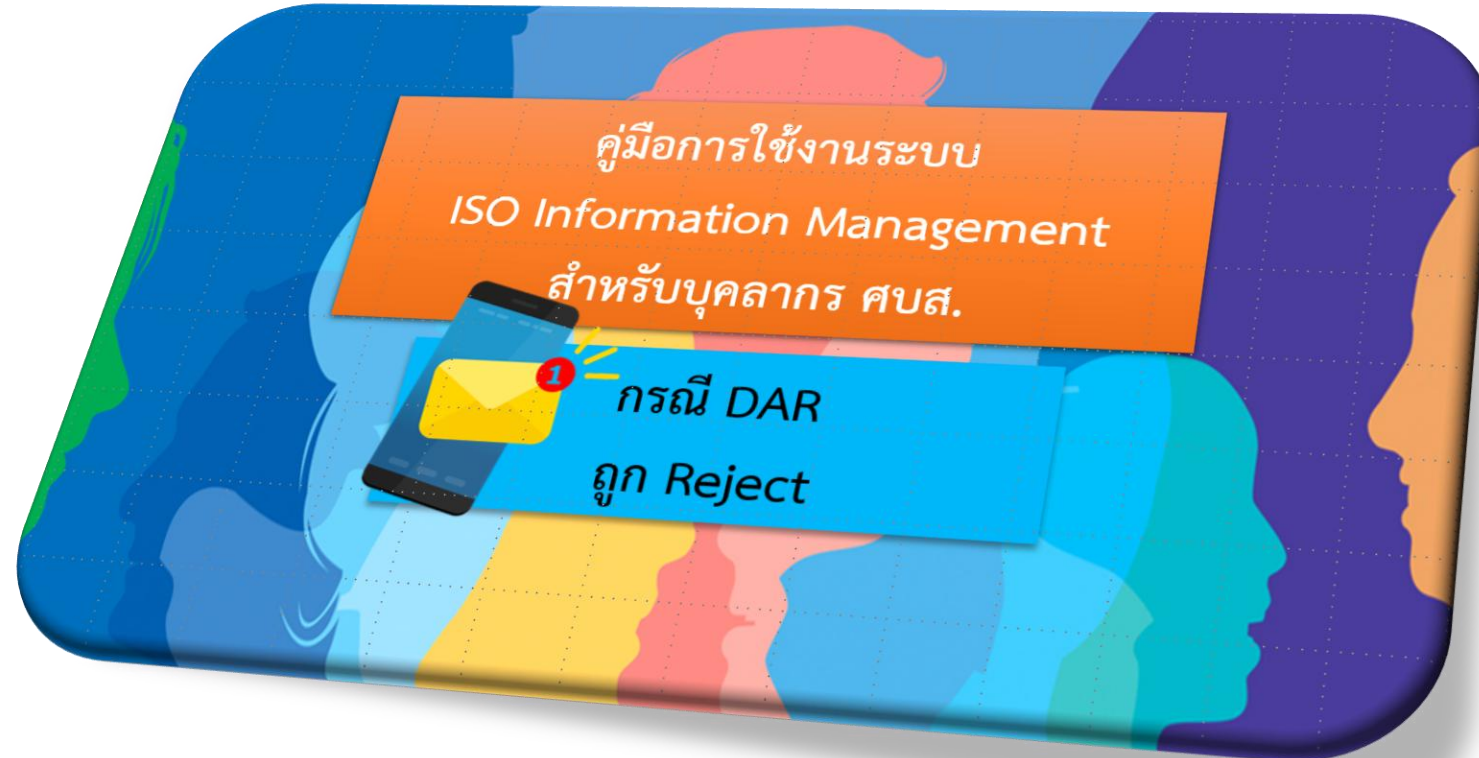 คู่มือการใช้งานระบบ
ISO Information Management
สำหรับบุคลากร ศบส.
1
กรณี DAR
ถูก Reject